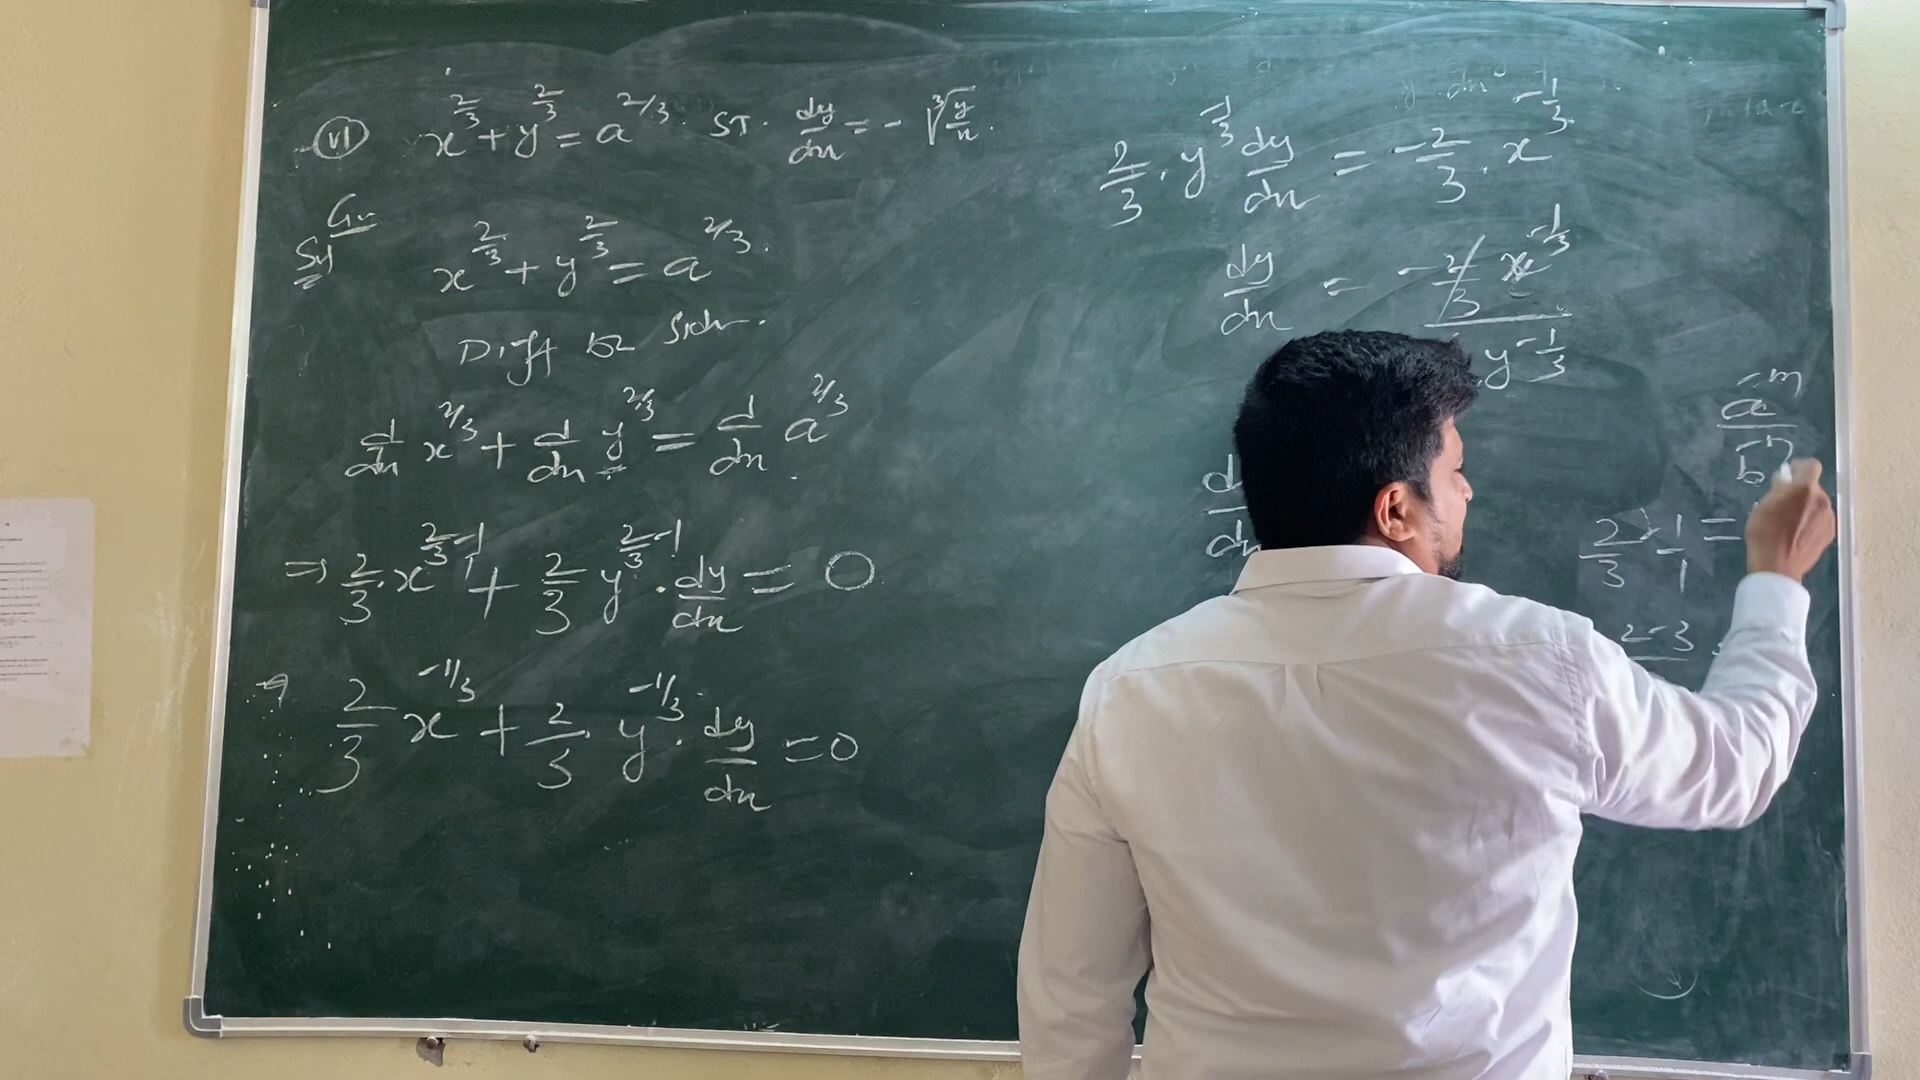 (vi) x^{2/3} + y^{2/3} = a^{2/3}. ST. dy/dx = - ∛(y/x).
Gn
Sol x^{2/3} + y^{2/3} = a^{2/3}.
Diff b
d/dx x^{2/3} + d/dx y^{2/3} = d/dx a^{2/3}
⇒ 2/3 . x^{2/3 - 1} + 2/3 y^{2/3 - 1} . dy/dx = 0
2/3 x^{-1/3} + 2/3 . y^{-1/3} . dy/dx = 0
2/3 . y^{-1/3} dy/dx = -2/3 . x^{-1/3}
dy/dx = -2/3 x^{-1/3} / y^{-1/3}
a^{-m} / b^{-n}
2/3 - 1/1 =
2-3